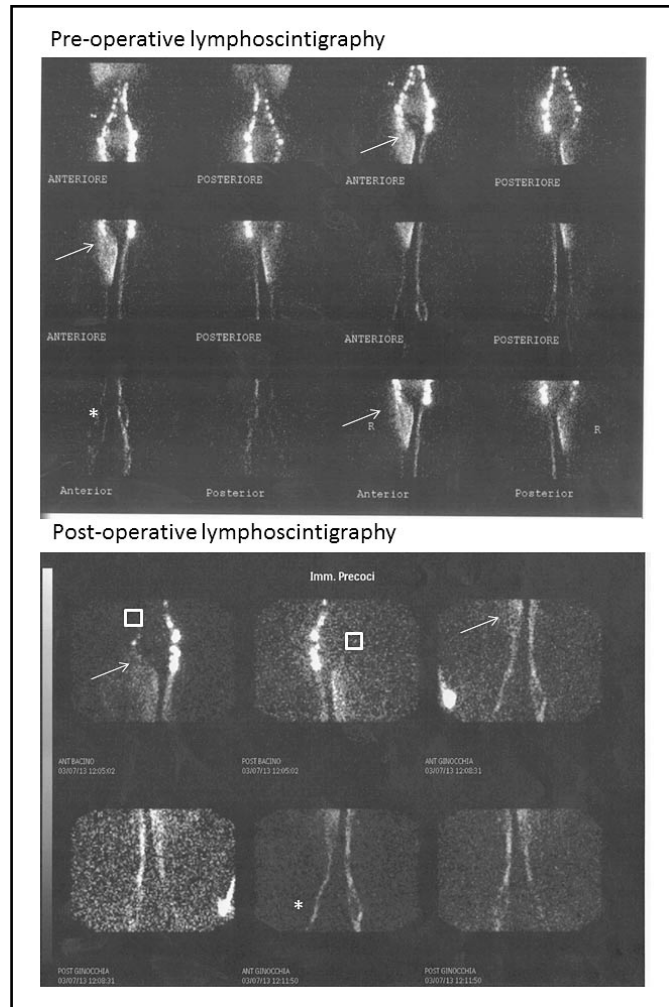 Pre-operative lymphoscintigraphy
ANTERIORE POSTERIORE ANTERIORE POSTERIORE
ANTERIORE POSTERIORE ANTERIORE POSTERIORE
*
R R
Anterior Posterior Anterior Posterior
Post-operative lymphoscintigraphy
Imm. Precoci
ANT BACINO POST BACINO ANT GINOCCHIA
03/07/13 12:05:02 03/07/13 12:05:02 03/07/13 12:08:31
*
POST GINOCCHIA ANT GINOCCHIA POST GINOCCHIA
03/07/13 12:08:31 03/07/13 12:11:50 03/07/13 12:11:50